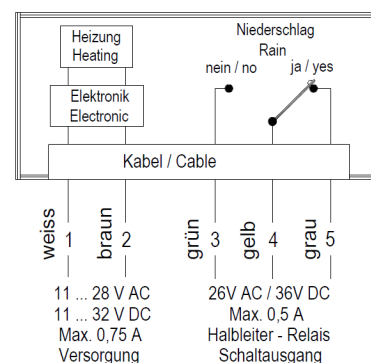 Heizung
Heating
Niederschlag
Rain
nein / no
ja / yes
Elektronik
Electronic
Kabel / Cable
weiss 1
braun 2
grün 3
gelb 4
grau 5
11 ... 28 V AC
11 ... 32 V DC
Max. 0,75 A
Versorgung
26V AC / 36V DC
Max. 0,5 A
Halbleiter - Relais
Schaltausgang